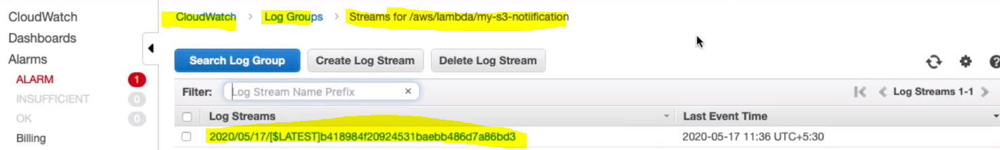 CloudWatch
Dashboards
Alarms
ALARM 1
INSUFFICIENT 0
OK 0
Billing
CloudWatch > Log Groups > Streams for /aws/lambda/my-s3-notiification
Search Log Group Create Log Stream Delete Log Stream
Filter: Log Stream Name Prefix × Log Streams 1-1
Log Streams Last Event Time
2020/05/17/[$LATEST]b418984f20924531baebb486d7a86bd3 2020-05-17 11:36 UTC+5:30